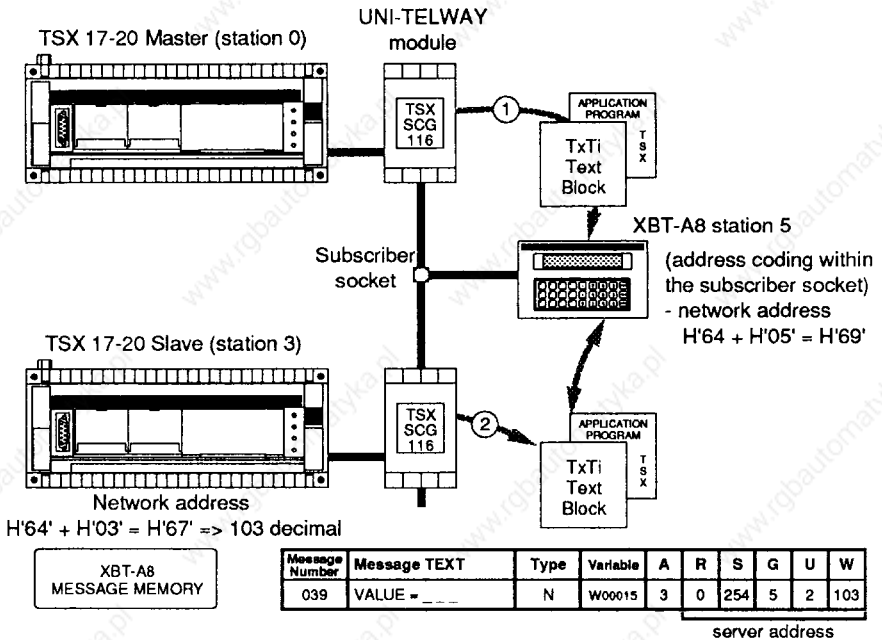 UNI-TELWAY
module
TSX 17-20 Master (station 0)
TSX
SCG
116
1
APPLICATION
PROGRAM
T
S
X
TxTi
Text
Block
XBT-A8 station 5
(address coding within
the subscriber socket)
- network address
H'64 + H'05' = H'69'
Subscriber
socket
TSX 17-20 Slave (station 3)
TSX
SCG
116
2
APPLICATION
PROGRAM
T
S
X
TxTi
Text
Block
Network address
H'64' + H'03' = H'67' => 103 decimal
XBT-A8
MESSAGE MEMORY
Message Number Message TEXT Type Variable A R S G U W
039 VALUE = _ _ _ N W00015 3 0 254 5 2 103
server address
www.rgbautomatyka.pl